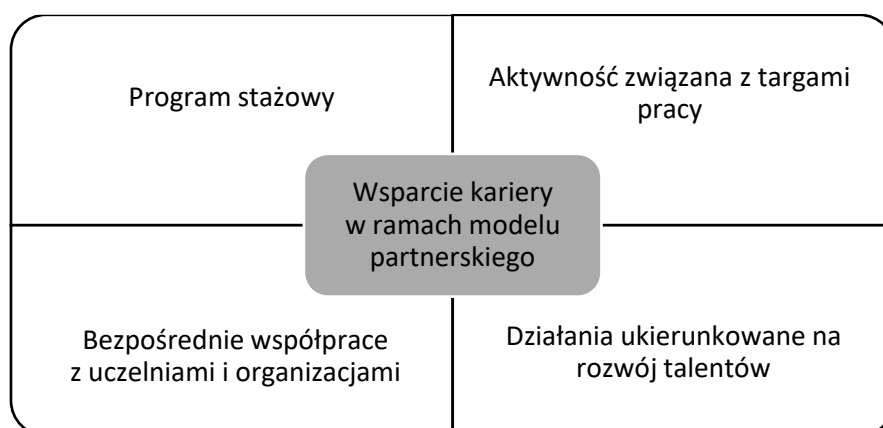 Program stażowy
Aktywność związana z targami
pracy
Wsparcie kariery
w ramach modelu
partnerskiego
Bezpośrednie współprace
z uczelniami i organizacjami
Działania ukierunkowane na
rozwój talentów